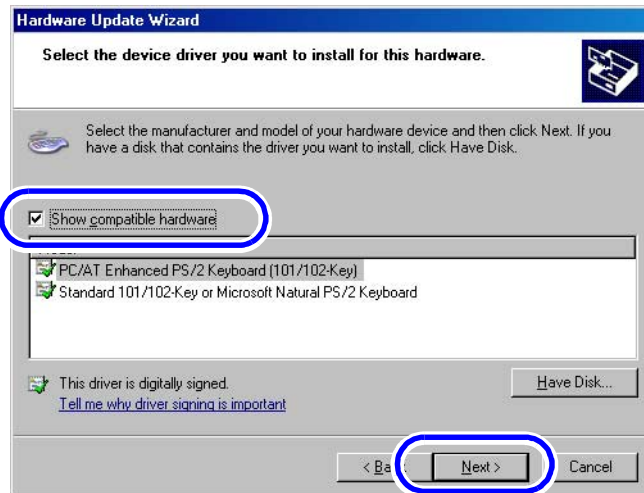 Hardware Update Wizard
Select the device driver you want to install for this hardware.
Select the manufacturer and model of your hardware device and then click Next. If you
have a disk that contains the driver you want to install, click Have Disk.
Show compatible hardware
PC/AT Enhanced PS/2 Keyboard (101/102-Key)
Standard 101/102-Key or Microsoft Natural PS/2 Keyboard
This driver is digitally signed.
Have Disk...
Tell me why driver signing is important
< Ba
Next >
Cancel